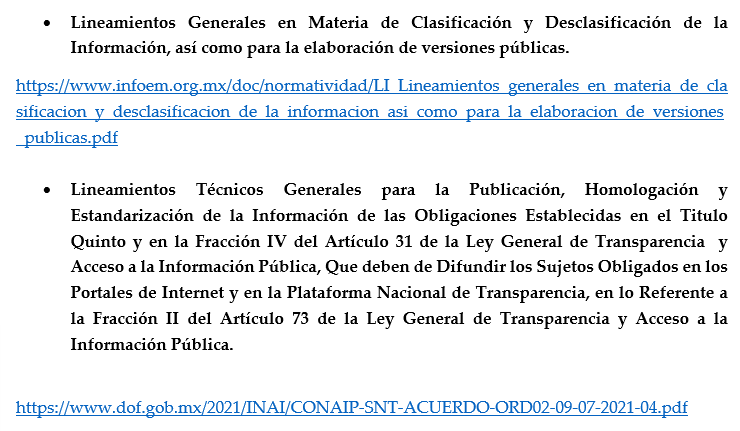 • Lineamientos Generales en Materia de Clasificación y Desclasificación de la
Información, así como para la elaboración de versiones públicas.
https://www.infoem.org.mx/doc/normatividad/LI_Lineamientos_generales_en_materia_de_cla
sificacion_y_desclasificacion_de_la_informacion_asi_como_para_la_elaboracion_de_versiones
_publicas.pdf
• Lineamientos Técnicos Generales para la Publicación, Homologación y
Estandarización de la Información de las Obligaciones Establecidas en el Titulo
Quinto y en la Fracción IV del Artículo 31 de la Ley General de Transparencia y
Acceso a la Información Pública, Que deben de Difundir los Sujetos Obligados en los
Portales de Internet y en la Plataforma Nacional de Transparencia, en lo Referente a
la Fracción II del Artículo 73 de la Ley General de Transparencia y Acceso a la
Información Pública.
https://www.dof.gob.mx/2021/INAI/CONAIP-SNT-ACUERDO-ORD02-09-07-2021-04.pdf